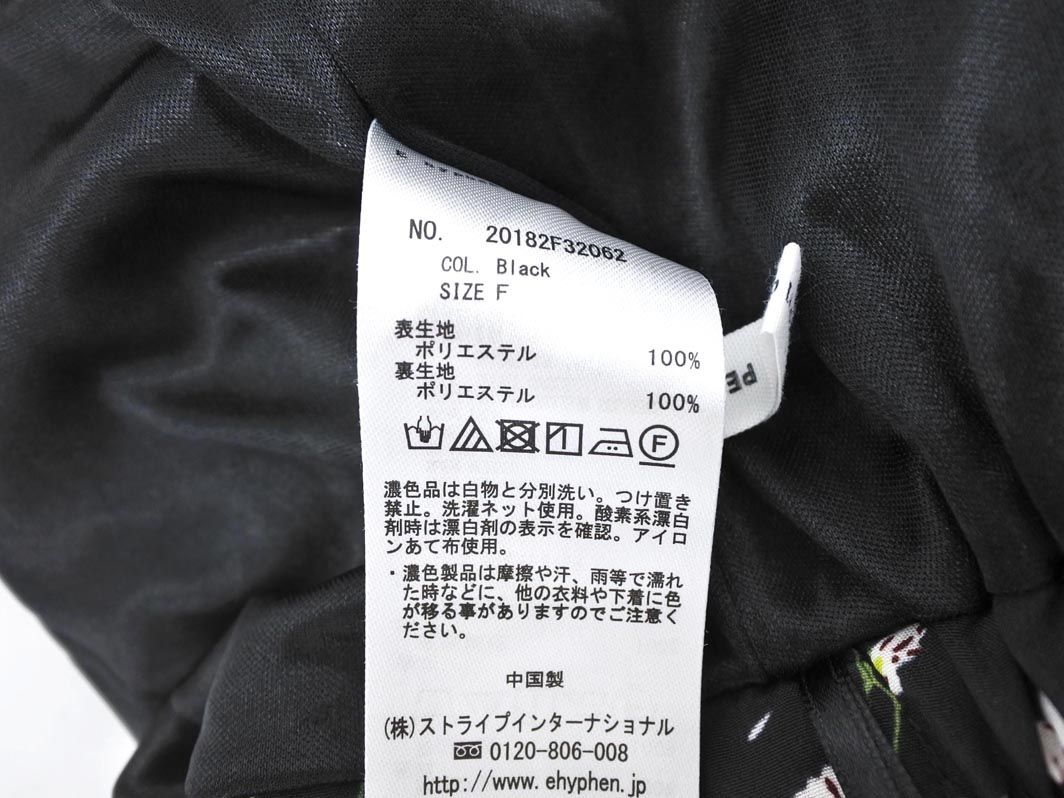 NO. 20182F32062
COL. Black
SIZE F
表生地
ポリエステル 100%
裏生地
ポリエステル 100%
F
濃色品は白物と分別洗い。つけ置き
禁止。洗濯ネット使用。酸素系漂白
剤時は漂白剤の表示を確認。アイロ
ンあて布使用。
・濃色製品は摩擦や汗、雨等で濡れ
た時などに、他の衣料や下着に色
が移る事がありますのでご注意く
ださい。
中国製
(株)ストライプインターナショナル
0120-806-008
http://www.ehyphen.jp
PE